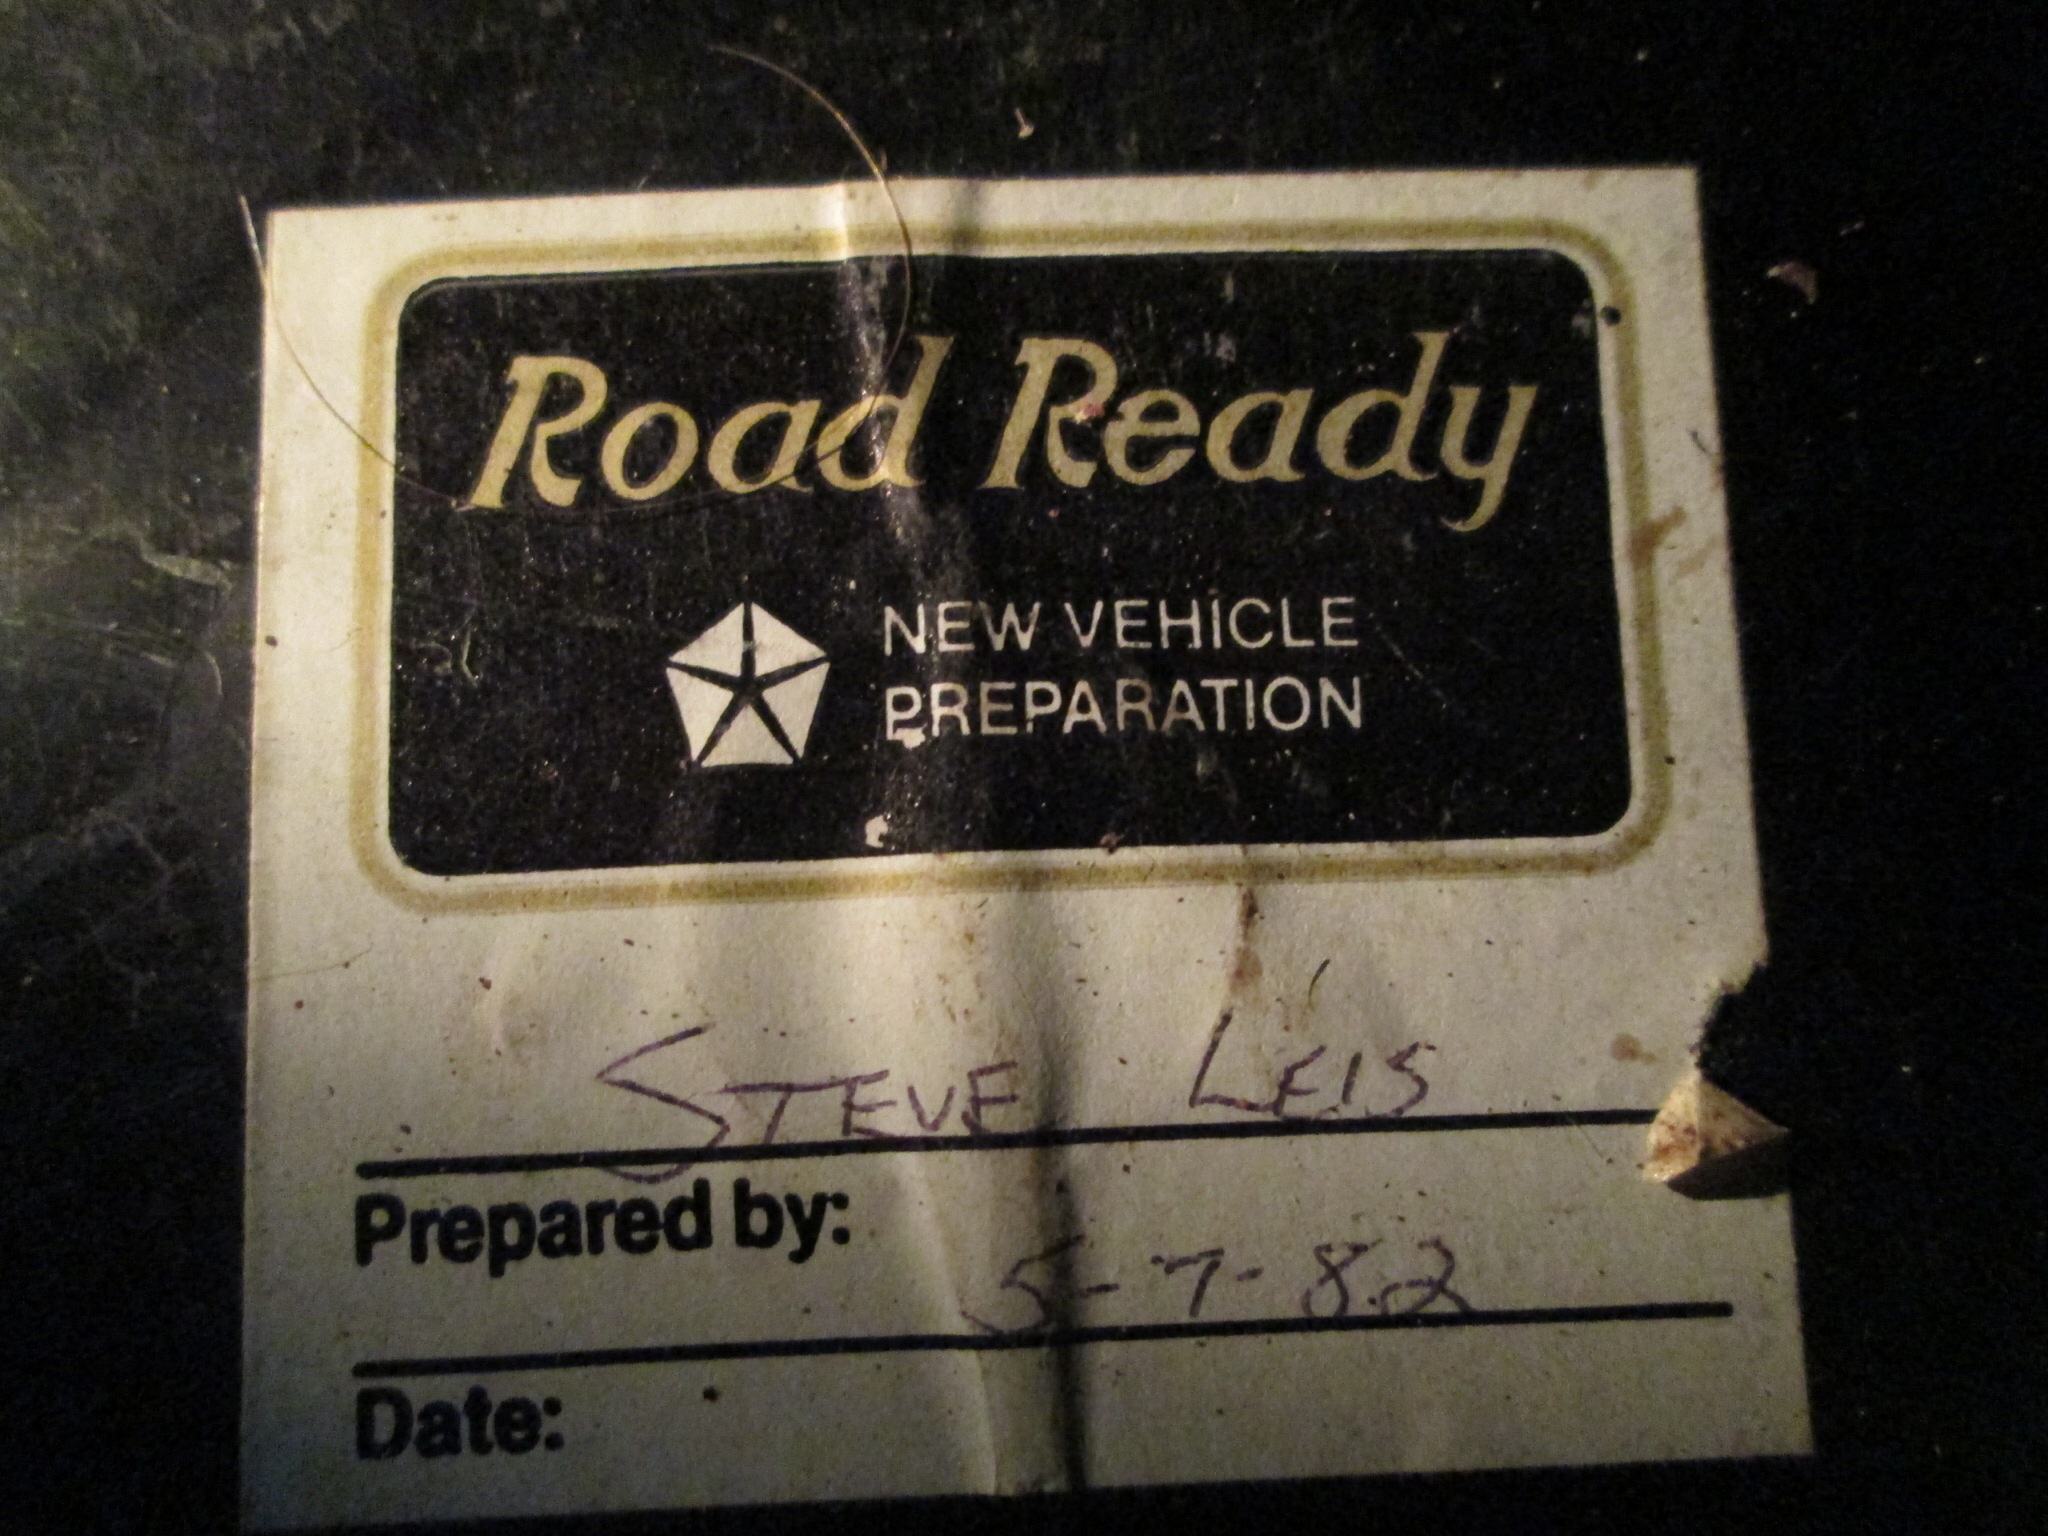 Road Ready
NEW VEHICLE
PREPARATION
STEVE LEIS
Prepared by:
5-7-82
Date: